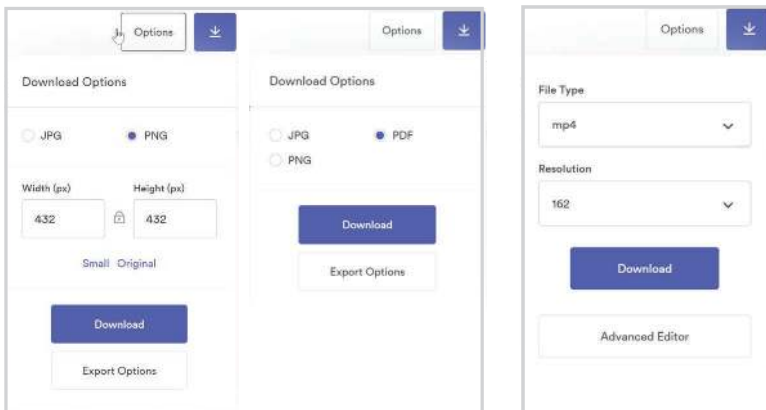 Options
Download Options
JPG PNG
Width (px) Height (px)
432 432
Small Original
Download
Export Options
Options
Download Options
JPG PDF
PNG
Download
Export Options
Options
File Type
mp4
Resolution
162
Download
Advanced Editor